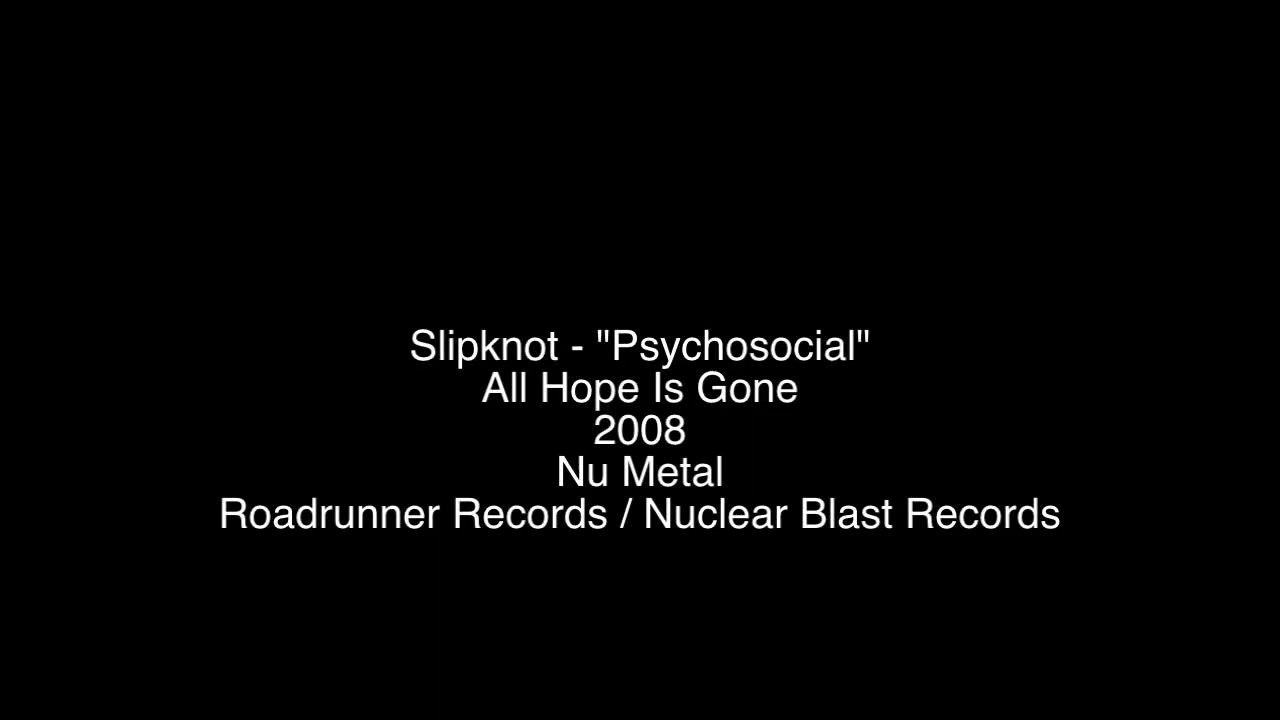 Slipknot - "Psychosocial"
All Hope Is Gone
2008
Nu Metal
Roadrunner Records / Nuclear Blast Records